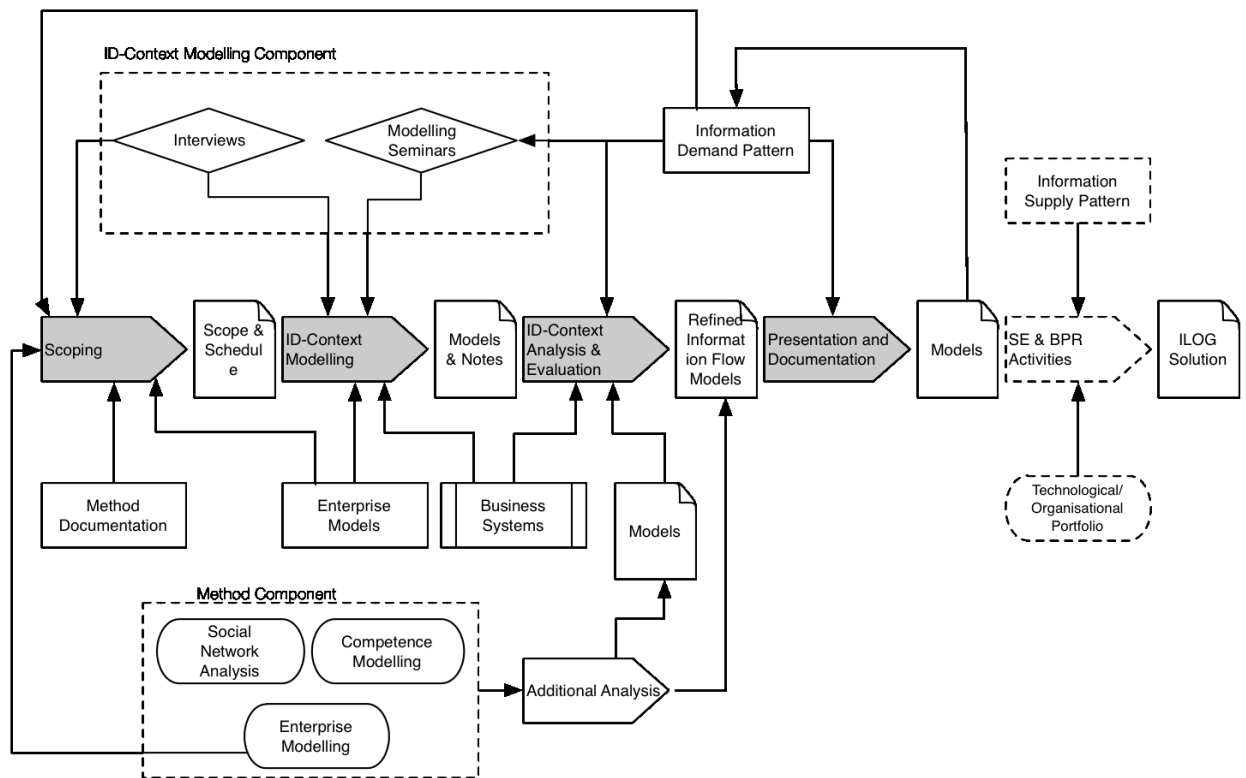 ID-Context Modelling Component
Interviews
Modelling
Seminars
Information
Demand Pattern
Information
Supply Pattern
Scoping
Scope &
Schedul
e
ID-Context
Modelling
Models
& Notes
ID-Context
Analysis &
Evaluation
Refined
Informat
ion Flow
Models
Presentation and
Documentation
Models
SE & BPR
Activities
ILOG
Solution
Method
Documentation
Enterprise
Models
Business
Systems
Models
Technological/
Organisational
Portfolio
Method Component
Social
Network
Analysis
Competence
Modelling
Enterprise
Modelling
Additional Analysis